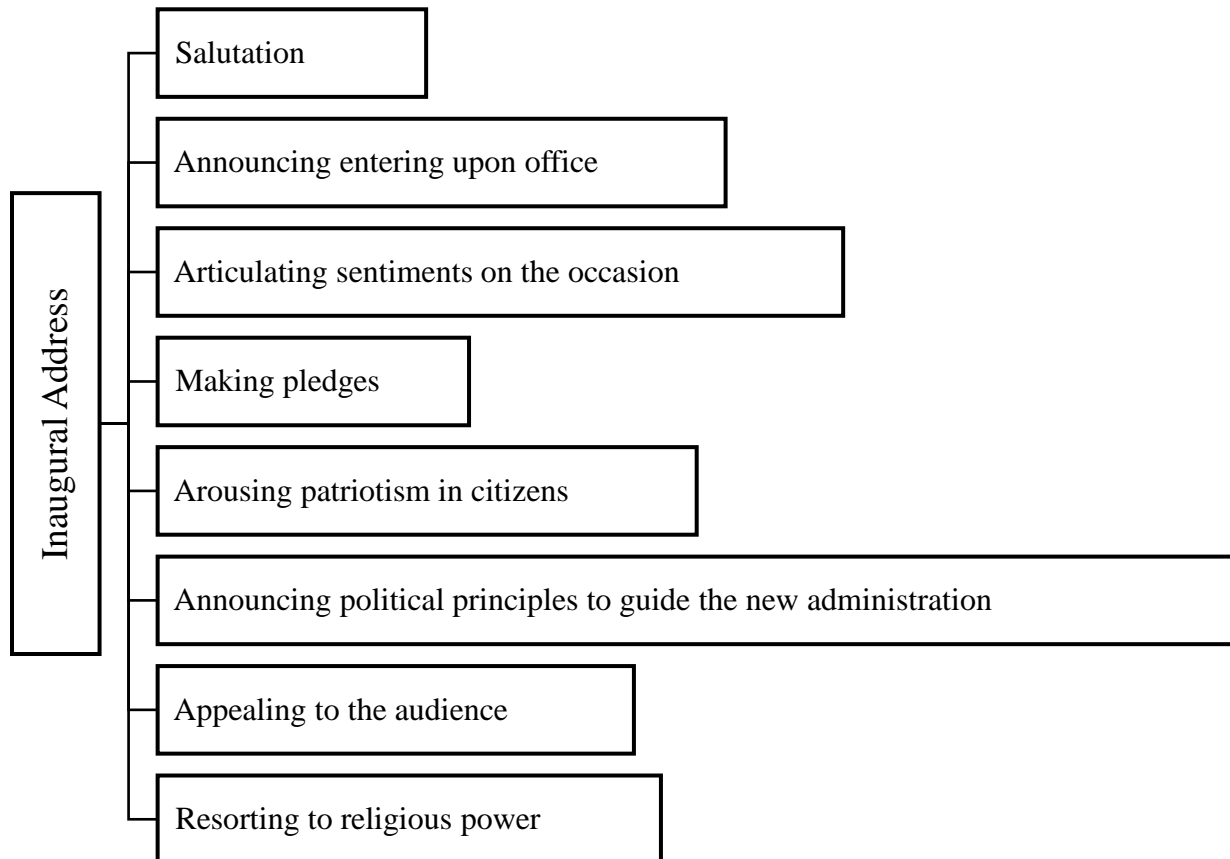 Inaugural Address
Salutation
Announcing entering upon office
Articulating sentiments on the occasion
Making pledges
Arousing patriotism in citizens
Announcing political principles to guide the new administration
Appealing to the audience
Resorting to religious power